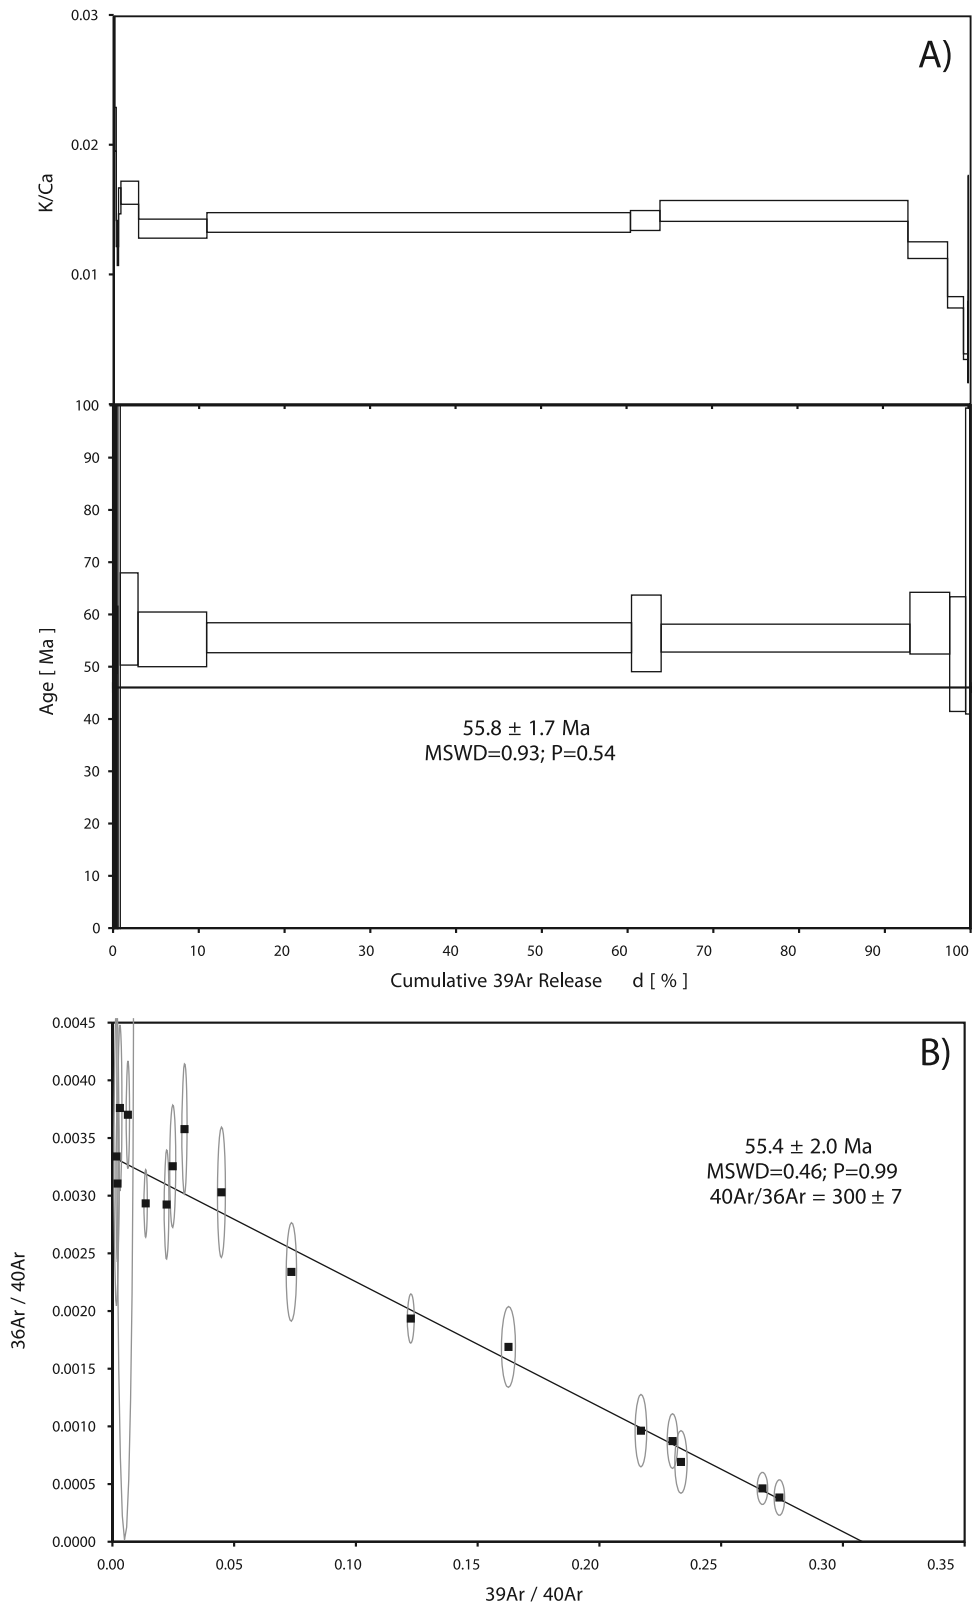 A)
0.03
0.02
0.01
K/Ca
100
90
80
70
60
50
40
30
20
10
0
Age [ Ma ]
55.8 ± 1.7 Ma
MSWD=0.93; P=0.54
0 10 20 30 40 50 60 70 80 90 100
Cumulative 39Ar Release d [ % ]
B)
0.0045
0.0040
0.0035
0.0030
0.0025
0.0020
0.0015
0.0010
0.0005
0.0000
36Ar / 40Ar
55.4 ± 2.0 Ma
MSWD=0.46; P=0.99
40Ar/36Ar = 300 ± 7
0.00 0.05 0.10 0.15 0.20 0.25 0.30 0.35
39Ar / 40Ar